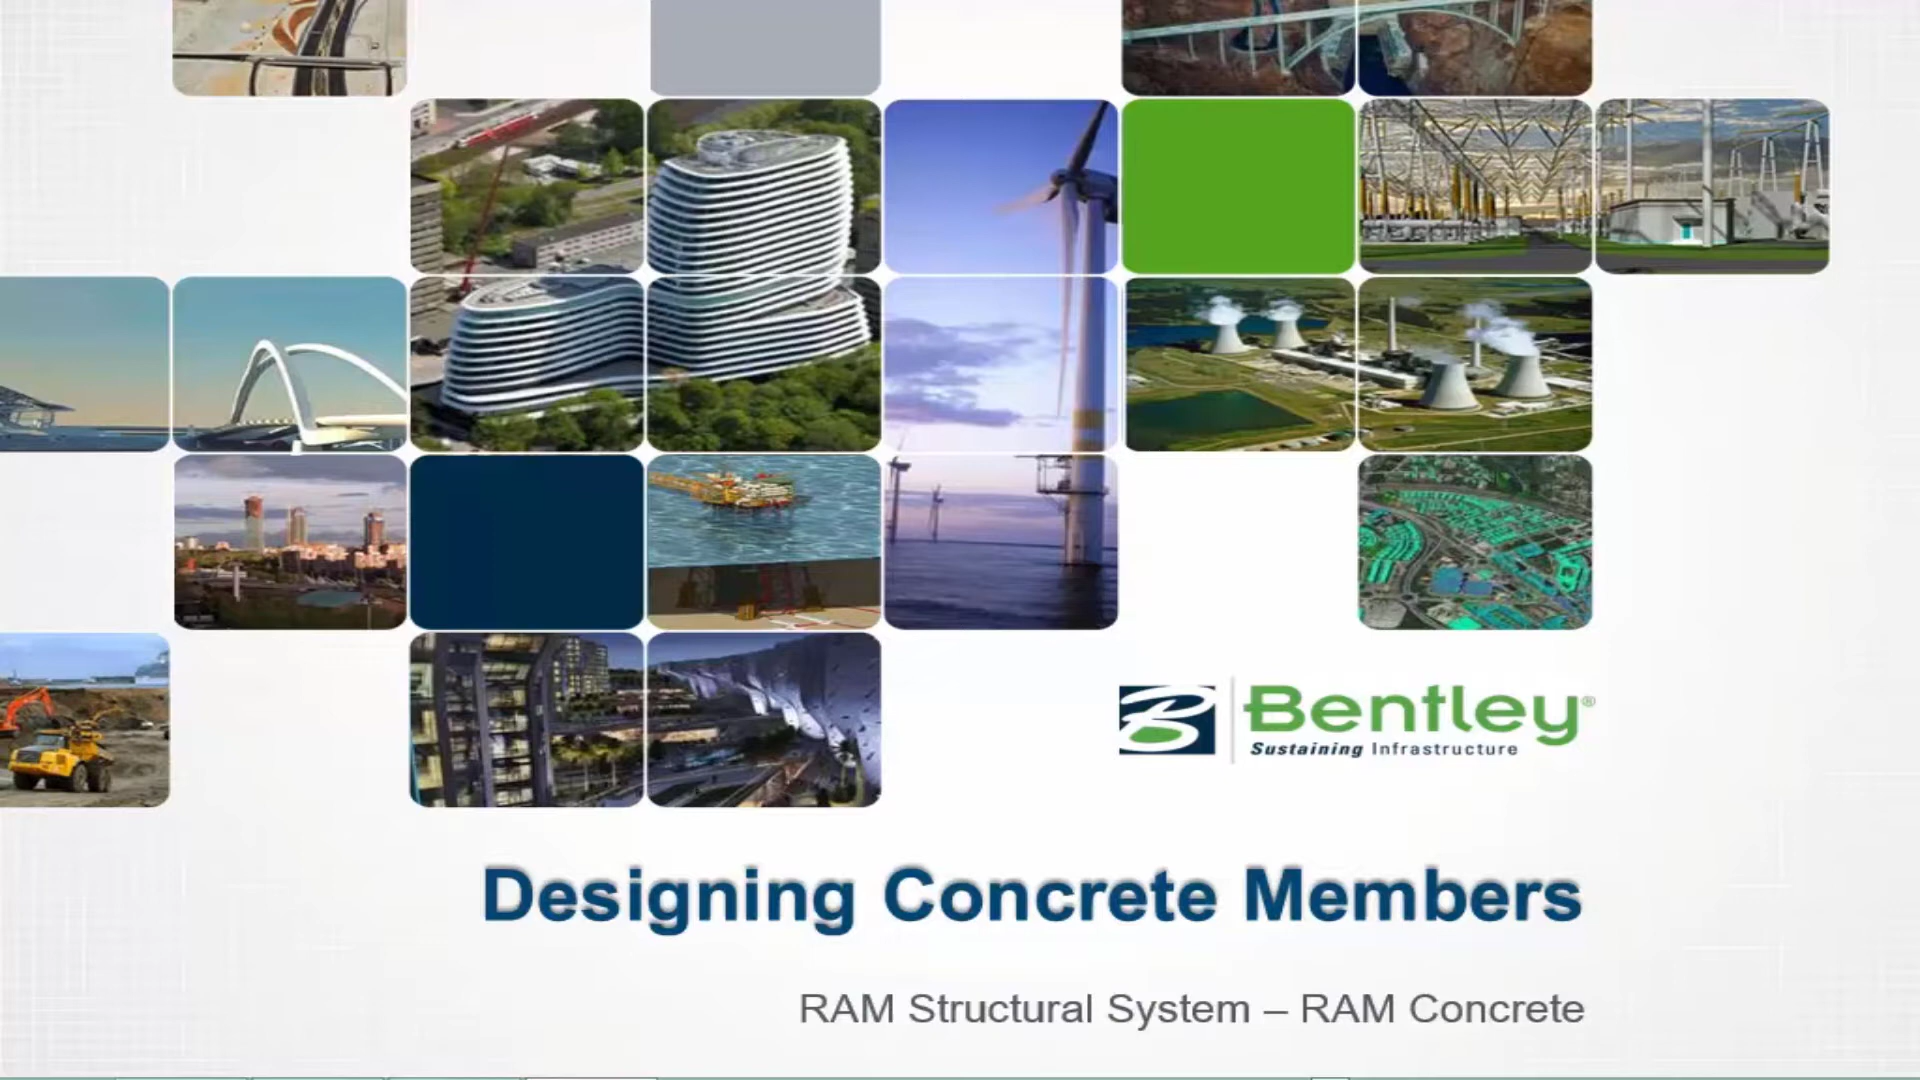 Bentley®
Sustaining Infrastructure
Designing Concrete Members
RAM Structural System – RAM Concrete